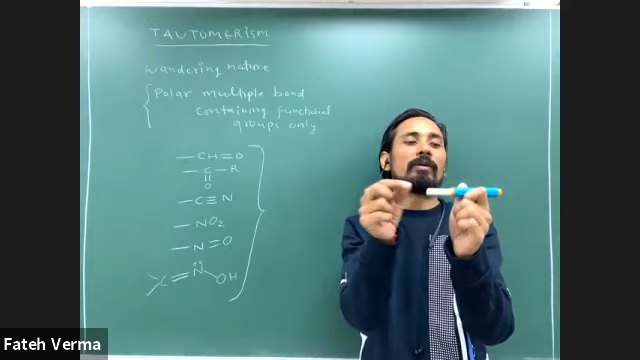 TAUTOMERISM
Wandering nature
Polar multiple bond
containing functional
groups only
—CH=O
—C—R
||
O
—C≡N
—NO2
—N=O
>C=N̈—OH
Fateh Verma